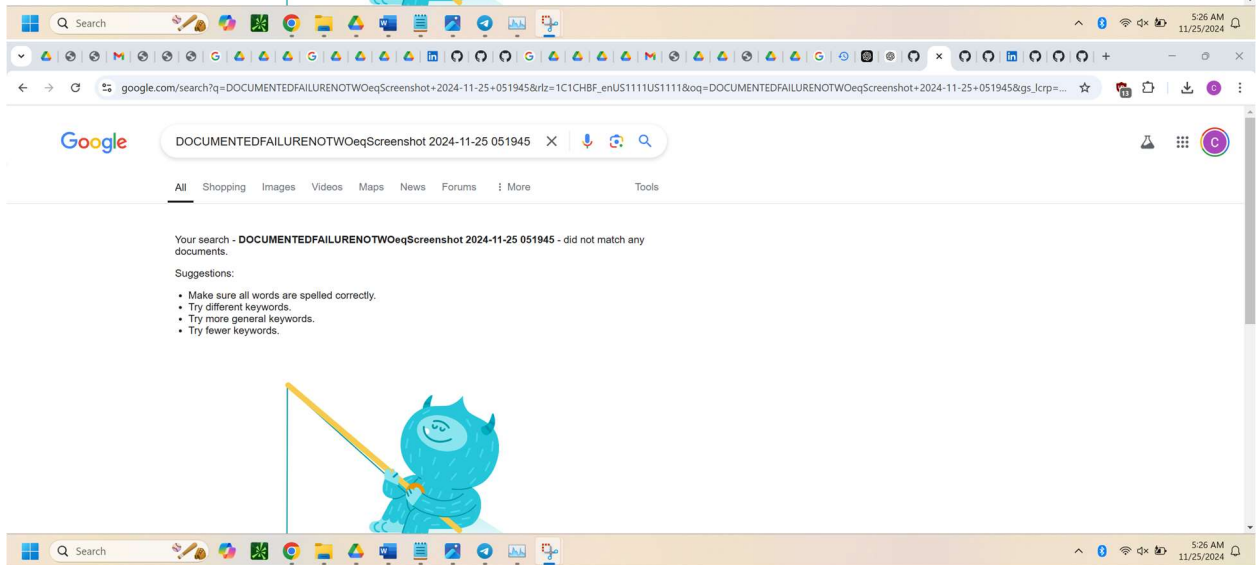 Search
5:26 AM
11/25/2024
google.com/search?q=DOCUMENTEDFAILURENOTWOeqScreenshot+2024-11-25+051945&rlz=1C1CHBF_enUS1111US1111&oq=DOCUMENTEDFAILURENOTWOeqScreenshot+2024-11-25+051945&gs_lcrp=...
13
C
Google
DOCUMENTEDFAILURENOTWOeqScreenshot 2024-11-25 051945
C
All Shopping Images Videos Maps News Forums More Tools
Your search - DOCUMENTEDFAILURENOTWOeqScreenshot 2024-11-25 051945 - did not match any
documents.
Suggestions:
• Make sure all words are spelled correctly.
• Try different keywords.
• Try more general keywords.
• Try fewer keywords.
Search
5:26 AM
11/25/2024